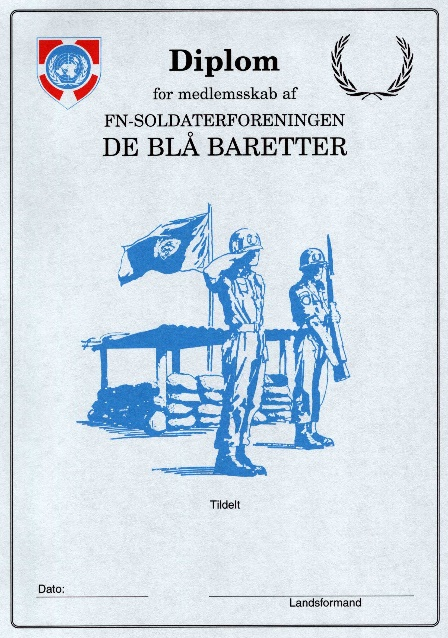 Diplom
for medlemsskab af
FN-SOLDATERFORENINGEN
DE BLÅ BARETTER
Tildelt
Dato:
Landsformand